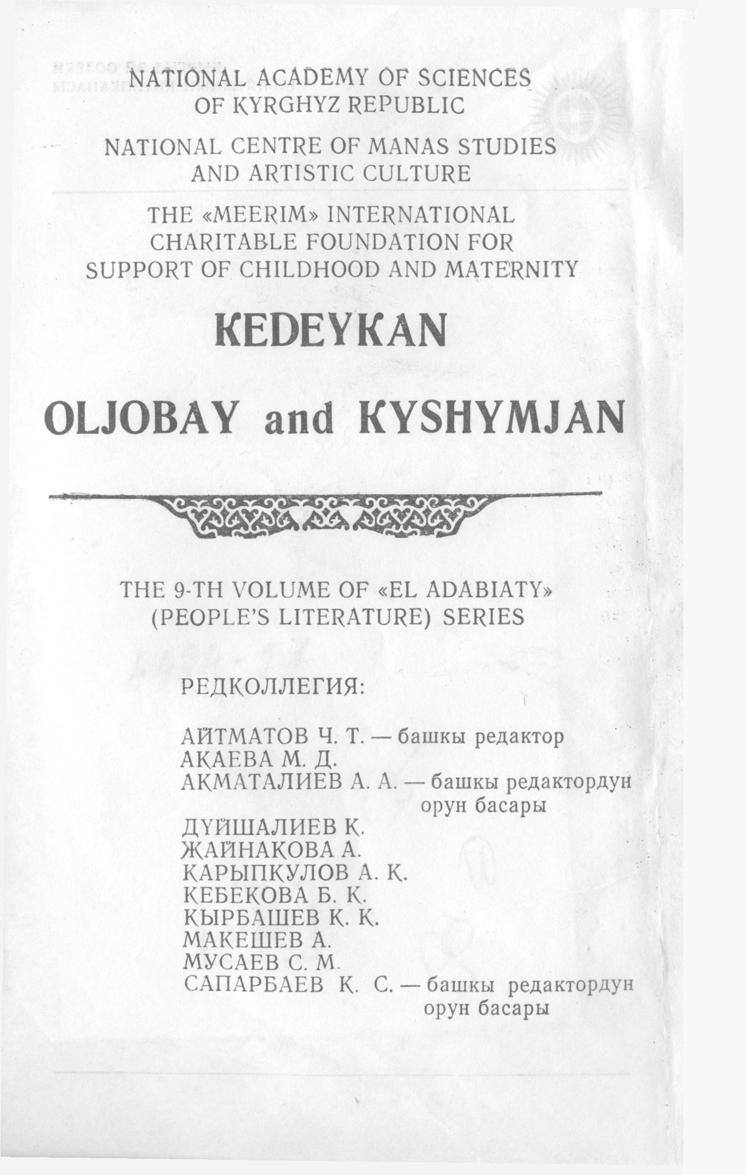 NATIONAL ACADEMY OF SCIENCES
OF KYRGHYZ REPUBLIC
NATIONAL CENTRE OF MANAS STUDIES
AND ARTISTIC CULTURE
THE «MEERIM» INTERNATIONAL
CHARITABLE FOUNDATION FOR
SUPPORT OF CHILDHOOD AND MATERNITY
KEDEYKAN
OLJOBAY and KYSHYMJAN
THE 9-TH VOLUME OF «EL ADABIATY»
(PEOPLE'S LITERATURE) SERIES
РЕДКОЛЛЕГИЯ:
АЙТМАТОВ Ч. Т. — башкы редактор
АКАЕВА М. Д.
АКМАТАЛИЕВ А. А. — башкы редактордун
орун басары
ДҮЙШАЛИЕВ К.
ЖАЙНАКОВА А.
КАРЫПКУЛОВ А. К.
КЕБЕКОВА Б. К.
КЫРБАШЕВ К. К.
МАКЕШЕВ А.
МУСАЕВ С. М.
САПАРБАЕВ К. С. — башкы редактордун
орун басары